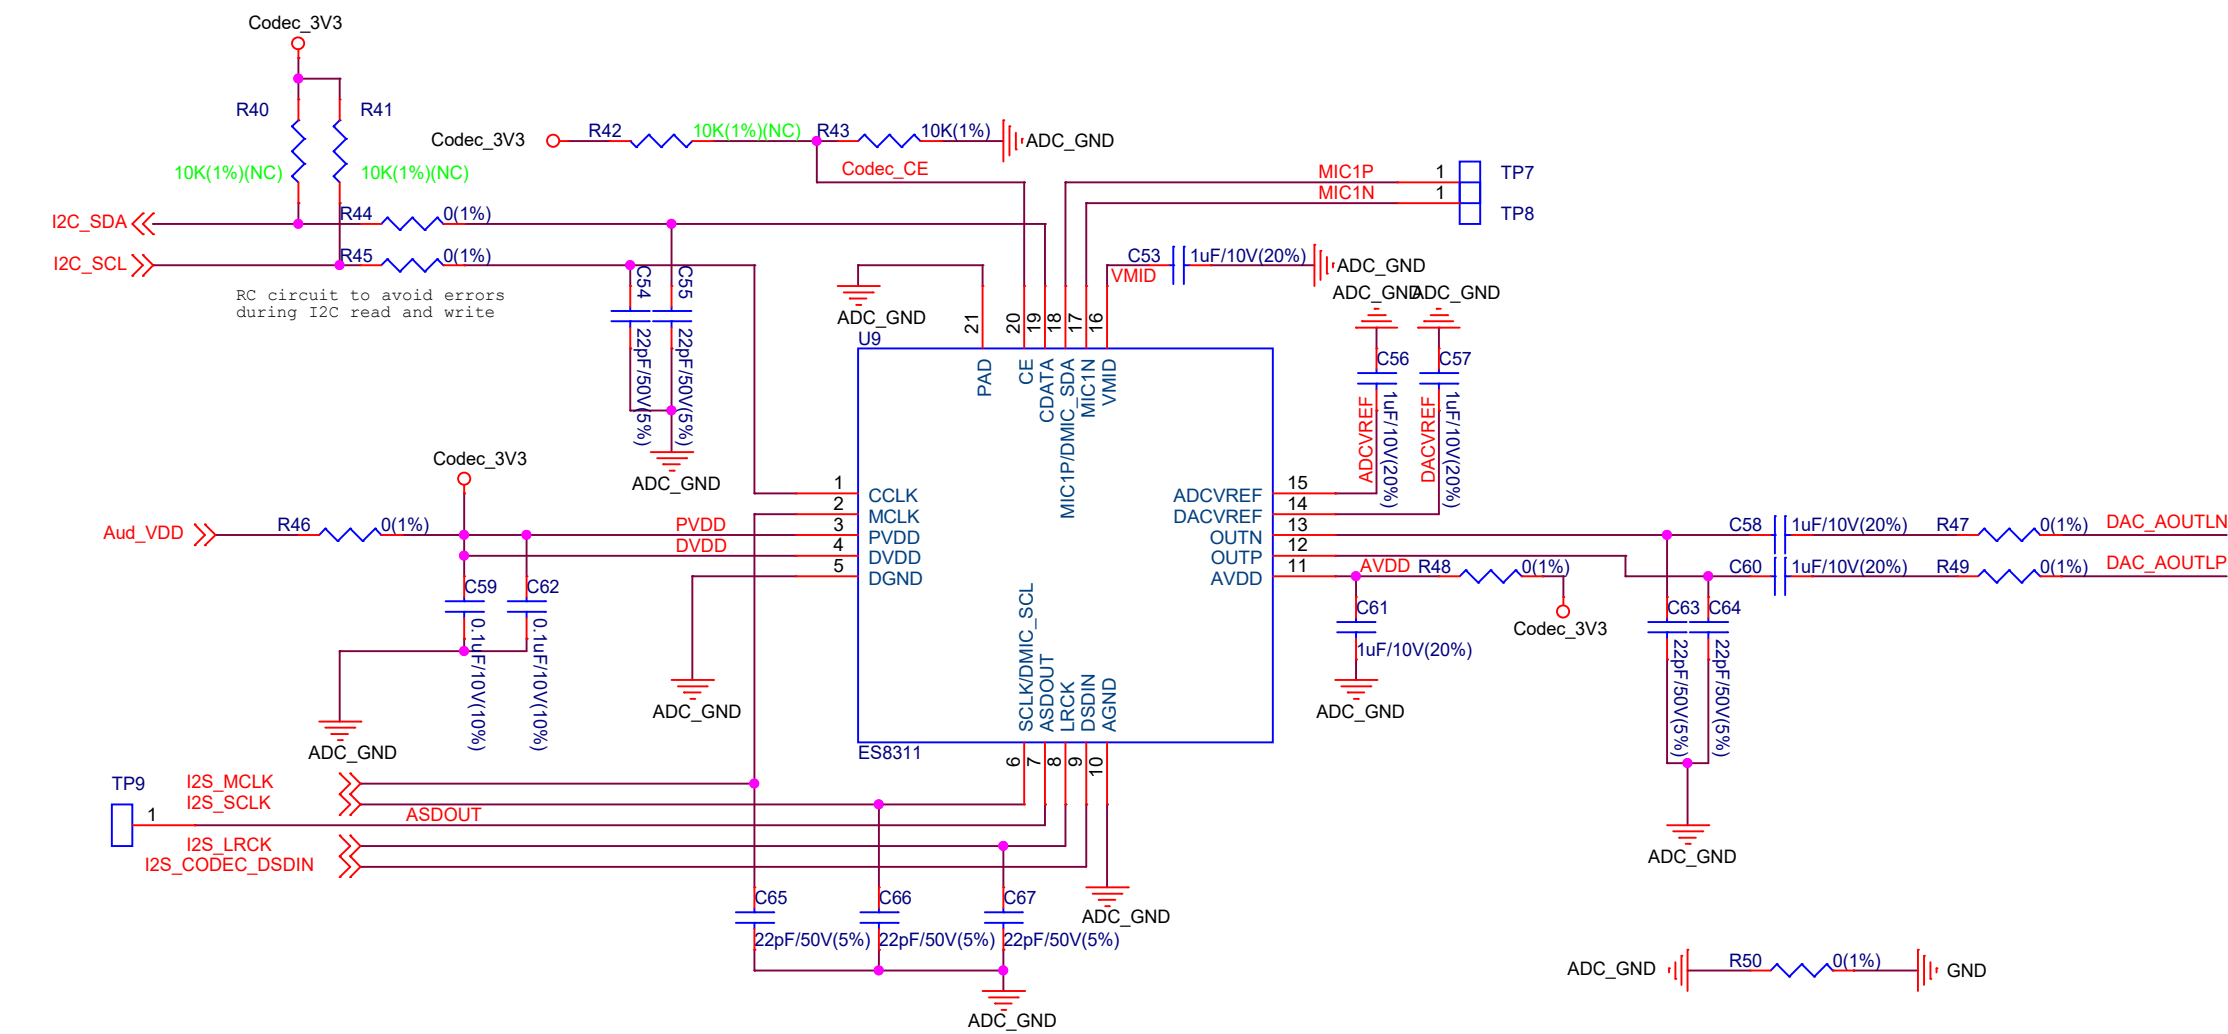 Codec_3V3
R40
R41
10K(1%)(NC)
10K(1%)(NC)
Codec_3V3
R42
10K(1%)(NC)
R43
10K(1%)
ADC_GND
Codec_CE
MIC1P
1
TP7
MIC1N
1
TP8
I2C_SDA
R44
0(1%)
I2C_SCL
R45
0(1%)
RC circuit to avoid errors
during I2C read and write
C54
22pF/50V(5%)
C55
22pF/50V(5%)
ADC_GND
ADC_GND
C53
1uF/10V(20%)
VMID
ADC_GND
ADC_GND
ADC_GND
C56
1uF/10V(20%)
ADCVREF
C57
1uF/10V(20%)
DACVREF
U9
21
20
19
18
17
16
PAD
CE
CDATA
MIC1P/DMIC_SDA
MIC1N
VMID
1
CCLK
2
MCLK
3
PVDD
4
DVDD
5
DGND
15
ADCVREF
14
DACVREF
13
OUTN
12
OUTP
11
AVDD
SCLK/DMIC_SCL
ASDOUT
LRCK
DSDIN
AGND
6
7
8
9
10
ES8311
Codec_3V3
Aud_VDD
R46
0(1%)
PVDD
DVDD
C59
0.1uF/10V(10%)
C62
0.1uF/10V(10%)
ADC_GND
ADC_GND
AVDD
R48
0(1%)
Codec_3V3
C61
1uF/10V(20%)
ADC_GND
C58
1uF/10V(20%)
R47
0(1%)
DAC_AOUTLN
C60
1uF/10V(20%)
R49
0(1%)
DAC_AOUTLP
C63
22pF/50V(5%)
C64
22pF/50V(5%)
ADC_GND
TP9
1
I2S_MCLK
I2S_SCLK
ASDOUT
I2S_LRCK
I2S_CODEC_DSDIN
C65
22pF/50V(5%)
C66
22pF/50V(5%)
C67
22pF/50V(5%)
ADC_GND
ADC_GND
ADC_GND
R50
0(1%)
GND